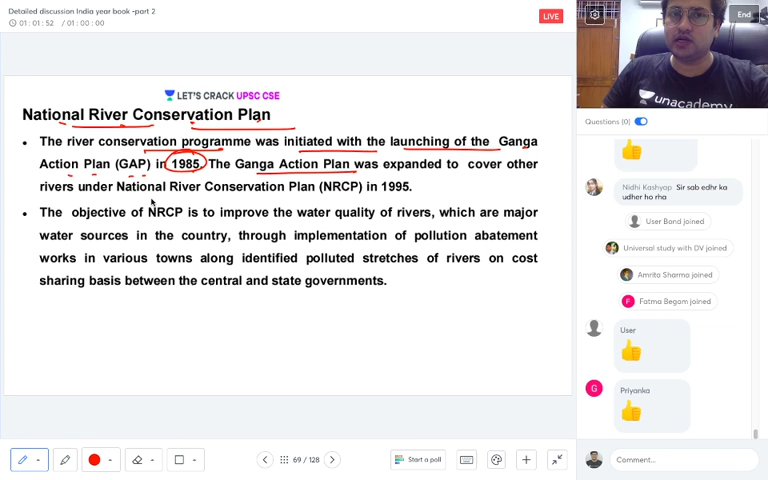 Detailed discussion India year book -part 2
01 : 01 : 52 / 01 : 00 : 00
LIVE
LET'S CRACK UPSC CSE
National River Conservation Plan
• The river conservation programme was initiated with the launching of the Ganga
Action Plan (GAP) in 1985. The Ganga Action Plan was expanded to cover other
rivers under National River Conservation Plan (NRCP) in 1995.
• The objective of NRCP is to improve the water quality of rivers, which are major
water sources in the country, through implementation of pollution abatement
works in various towns along identified polluted stretches of rivers on cost
sharing basis between the central and state governments.
69 / 128
Start a poll
End
unacademy
Questions (0)
Nidhi Kashyap Sir sab edhr ka
udher ho rha
User Band joined
Universal study with DV joined
Amrita Sharma joined
F
Fatma Begam joined
User
G
Priyanka
Comment...